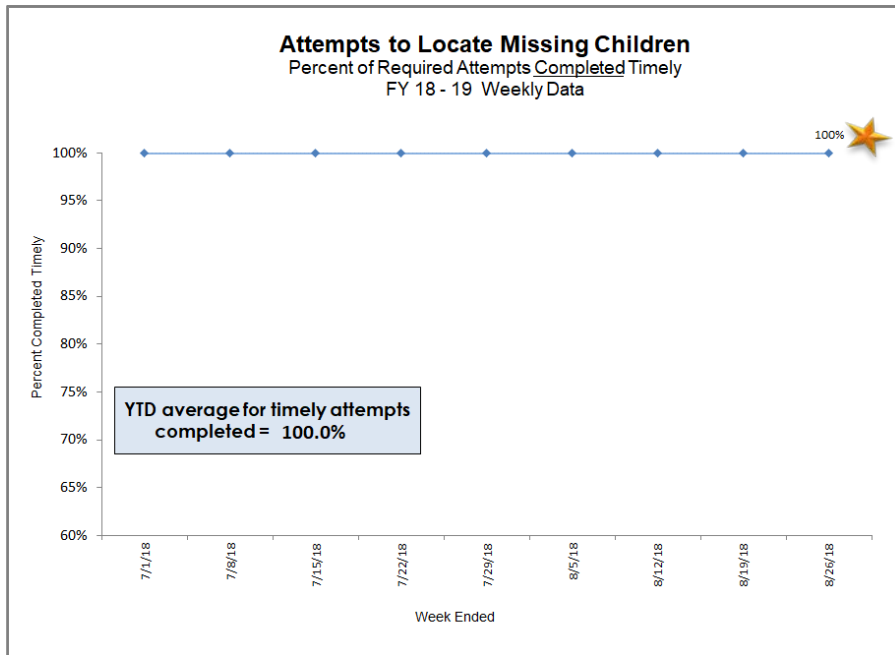 Attempts to Locate Missing Children
Percent of Required Attempts Completed Timely
FY 18 - 19 Weekly Data
100%
100%
95%
90%
85%
80%
75%
70%
65%
60%
Percent Completed Timely
YTD average for timely attempts
completed = 100.0%
7/1/18
7/8/18
7/15/18
7/22/18
7/29/18
8/5/18
8/12/18
8/19/18
8/26/18
Week Ended